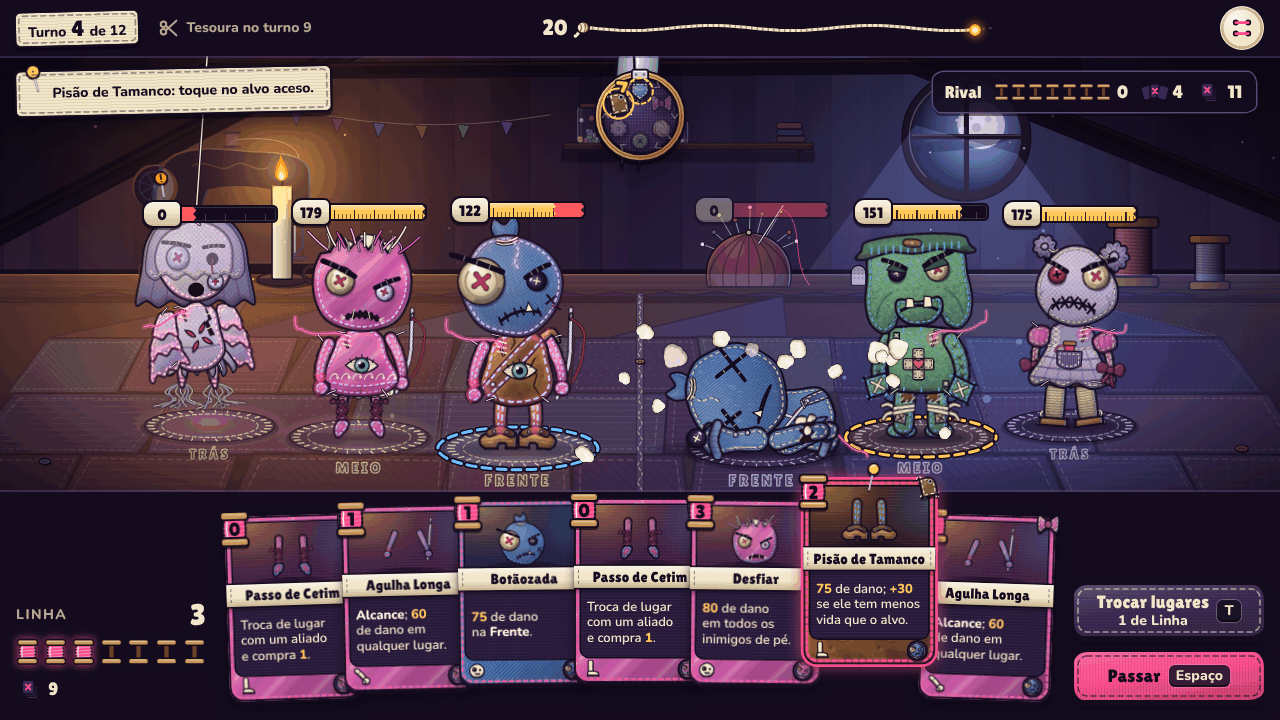 Turno 4 de 12
Tesoura no turno 9
20
Pisão de Tamanco: toque no alvo aceso.
Rival 0 4 11
0
179
122
0
151
175
TRÁS
MEIO
FRENTE
FRENTE
MEIO
TRÁS
LINHA
3
9
0
Passo de Cetim
Troca de lugar
com um aliado
e compra 1.
1
Agulha Longa
Alcance; 60
de dano em
qualquer lugar.
1
Botãozada
75 de dano
na Frente.
0
Passo de Cetim
Troca de lugar
com um aliado
e compra 1.
3
Desfiar
80 de dano
em todos os
inimigos de pé.
2
Pisão de Tamanco
75 de dano; +30
se ele tem menos
vida que o alvo.
Agulha Longa
Alcance; 60
de dano em
qualquer lugar.
Trocar lugares
1 de Linha
T
Passar
Espaço